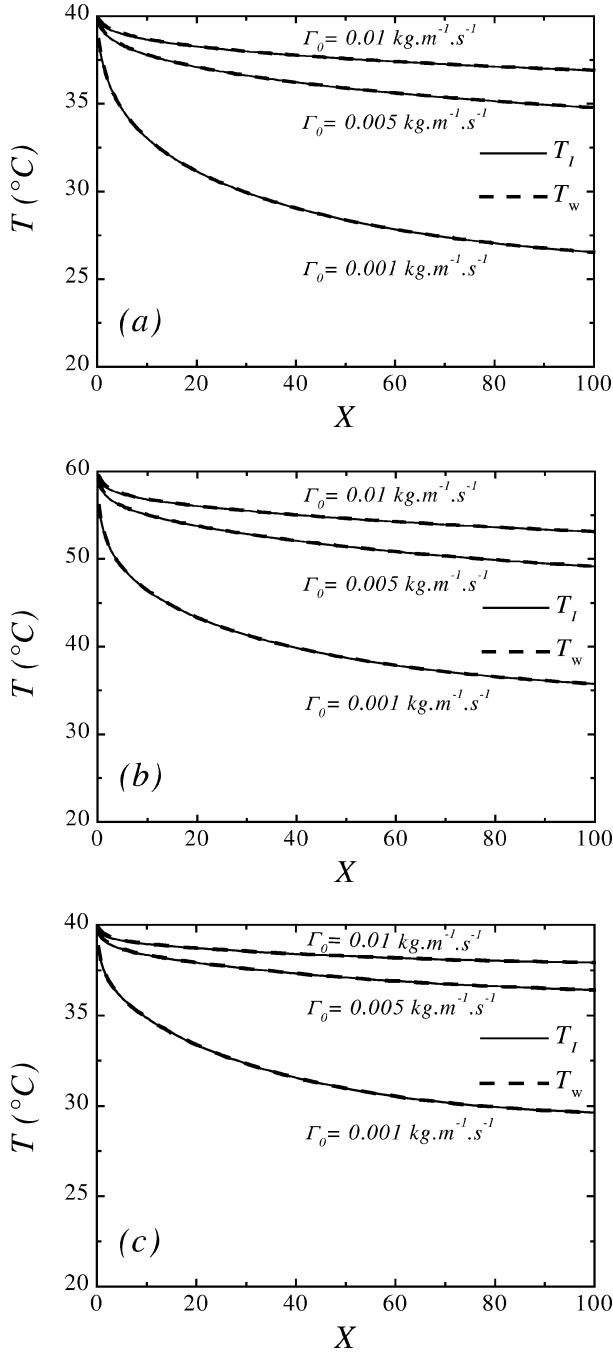 40
Γ0= 0.01 kg.m-1.s-1
35
Γ0= 0.005 kg.m-1.s-1
TI
T (°C)
30
Tw
25
Γ0= 0.001 kg.m-1.s-1
(a)
20
0 20 40 60 80 100
X
60
Γ0= 0.01 kg.m-1.s-1
50
Γ0= 0.005 kg.m-1.s-1
TI
T (°C)
40
Tw
Γ0= 0.001 kg.m-1.s-1
30
(b)
20
0 20 40 60 80 100
X
40
Γ0= 0.01 kg.m-1.s-1
Γ0= 0.005 kg.m-1.s-1
35
TI
T (°C)
Tw
30
Γ0= 0.001 kg.m-1.s-1
25
(c)
20
0 20 40 60 80 100
X